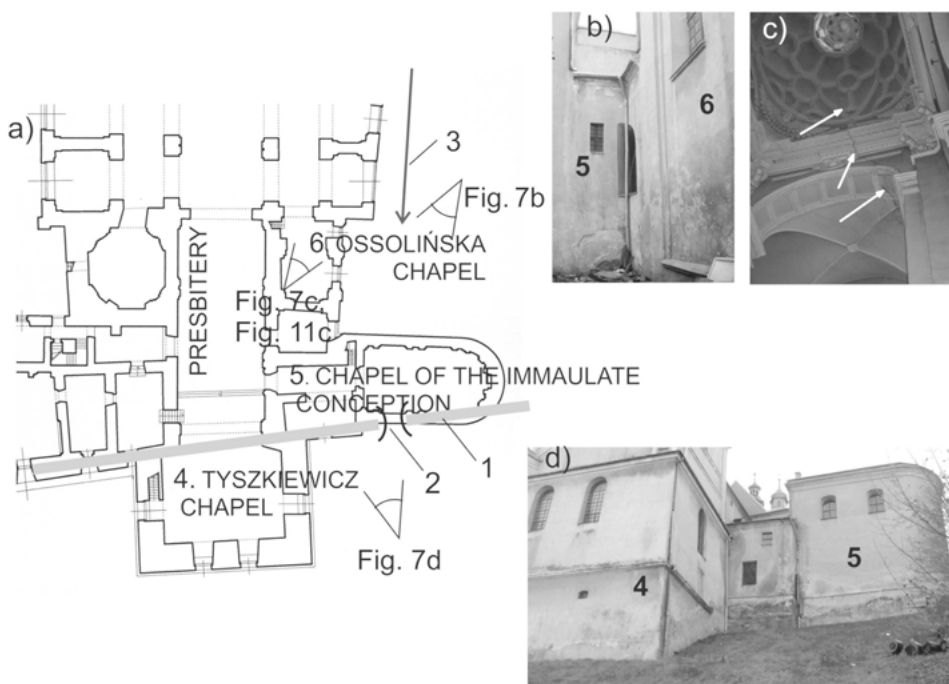 a)
3
Fig. 7b
6. OSSOLIŃSKA
CHAPEL
PRESBITERY
Fig. 7c,
Fig. 11c
5. CHAPEL OF THE IMMAULATE
CONCEPTION
4. TYSZKIEWICZ
CHAPEL
2
1
Fig. 7d
b)
5
6
c)
d)
4
5